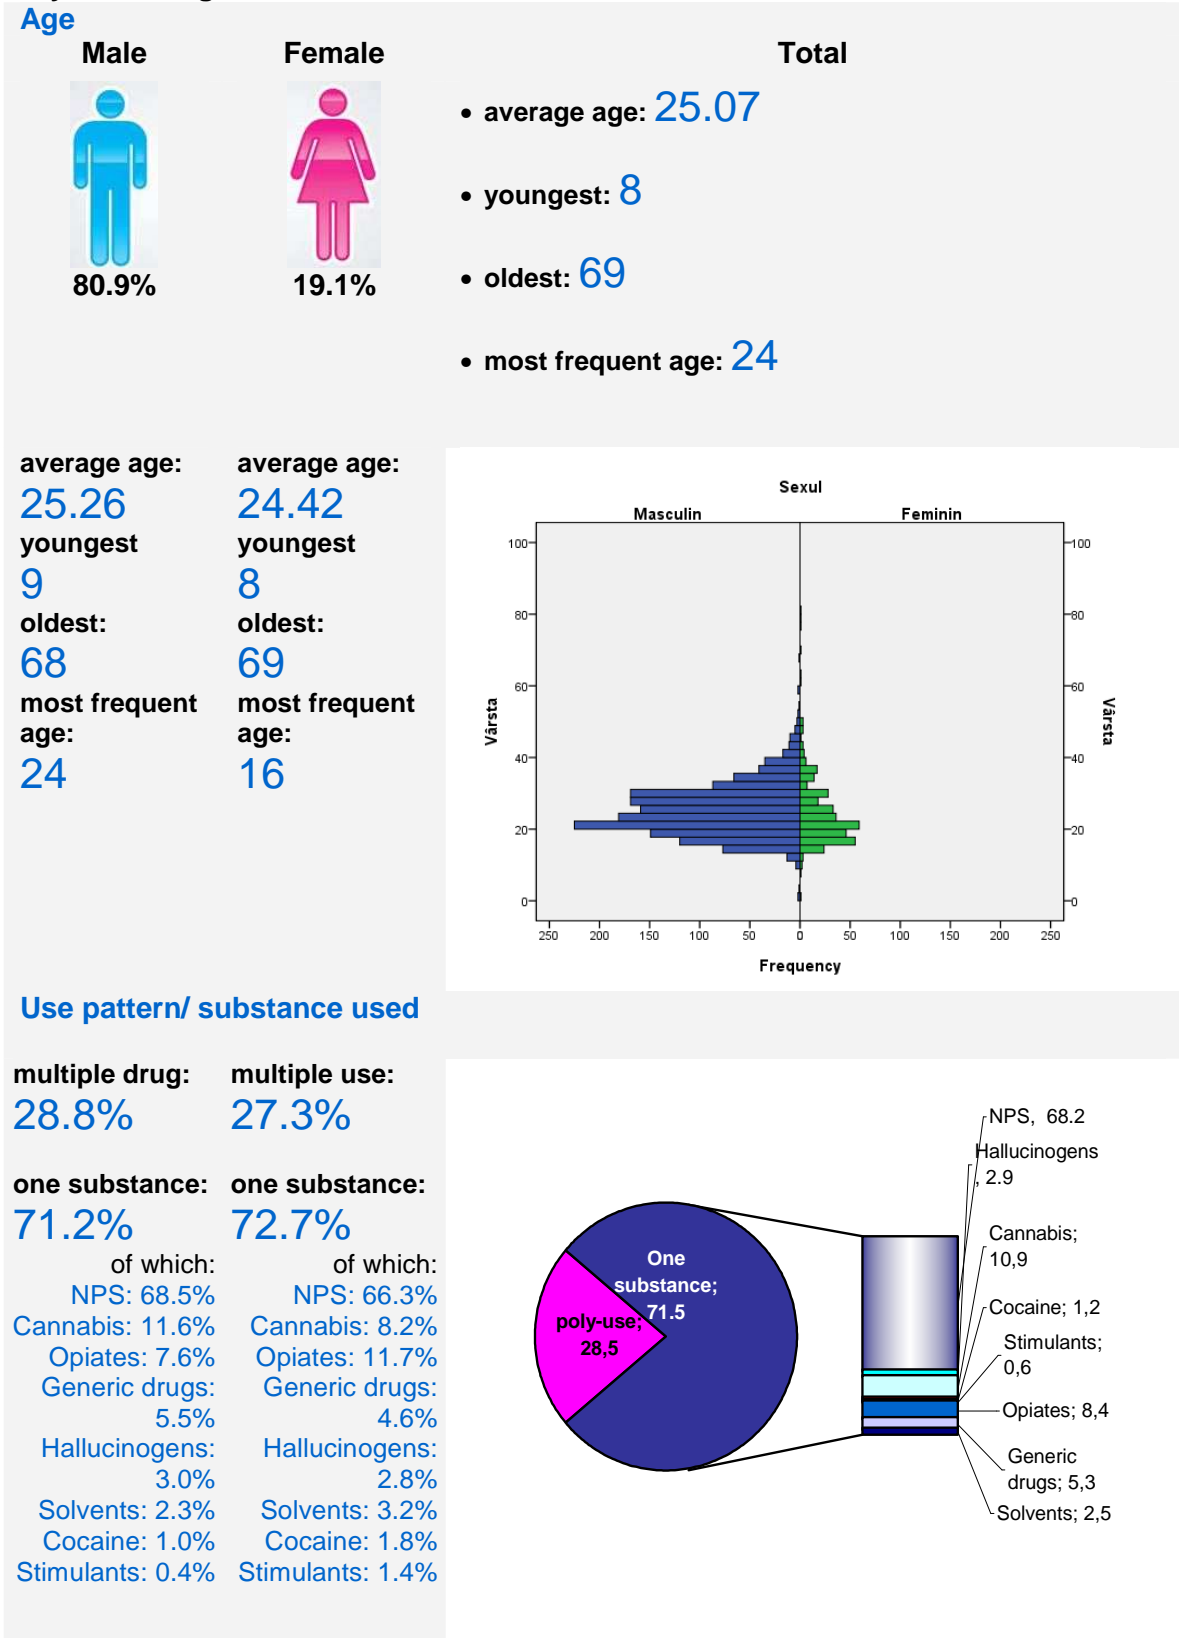 Age
Male Female Total
• average age: 25.07
• youngest: 8
80.9% 19.1%
• oldest: 69
• most frequent age: 24
average age: average age:
25.26 24.42
youngest youngest
9 8
oldest: oldest:
68 69
most frequent most frequent
age: age:
24 16
Sexul
Masculin Feminin
100 100
80 80
60 60
Vârsta Vârsta
40 40
20 20
0 0
250 200 150 100 50 0 50 100 150 200 250
Frequency
Use pattern/ substance used
multiple drug: multiple use:
28.8% 27.3%
one substance: one substance:
71.2% 72.7%
of which: of which:
NPS: 68.5% NPS: 66.3%
Cannabis: 11.6% Cannabis: 8.2%
Opiates: 7.6% Opiates: 11.7%
Generic drugs: Generic drugs:
5.5% 4.6%
Hallucinogens: Hallucinogens:
3.0% 2.8%
Solvents: 2.3% Solvents: 3.2%
Cocaine: 1.0% Cocaine: 1.8%
Stimulants: 0.4% Stimulants: 1.4%
One
substance;
71.5
poly-use;
28,5
NPS, 68.2
Hallucinogens
, 2.9
Cannabis;
10,9
Cocaine; 1,2
Stimulants;
0,6
Opiates; 8,4
Generic
drugs; 5,3
Solvents; 2,5